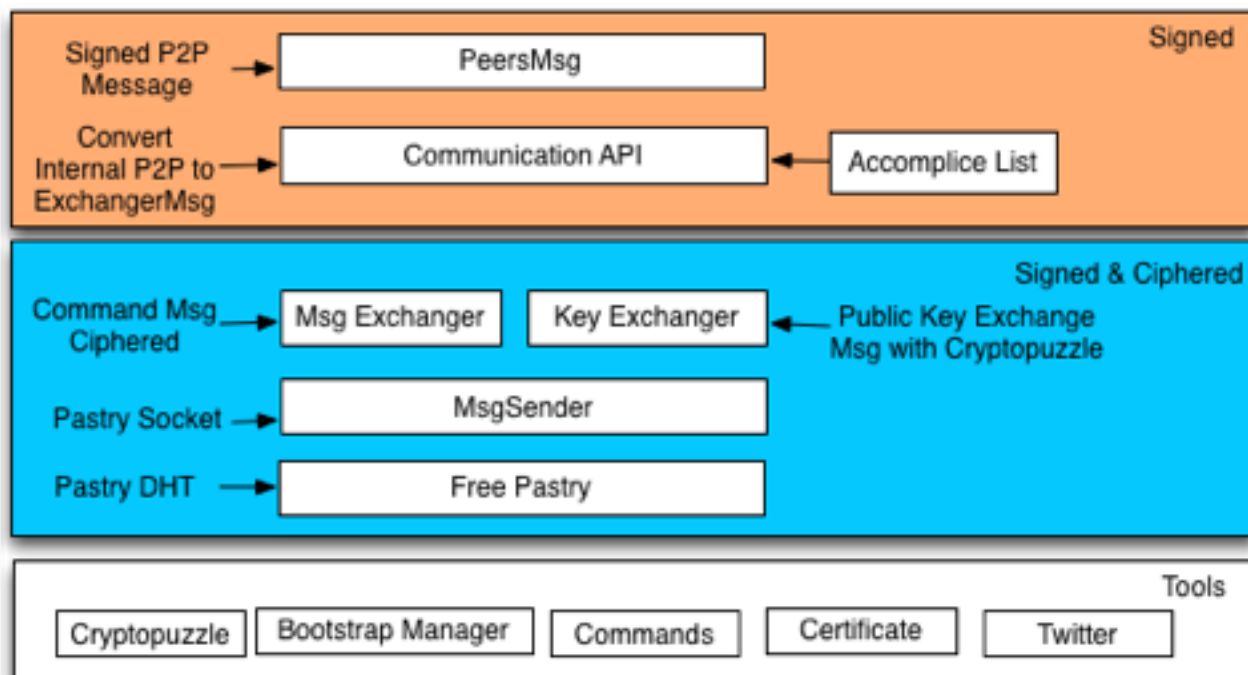 Signed
Signed P2P
Message
PeersMsg
Convert
Internal P2P to
ExchangerMsg
Communication API
Accomplice List
Signed & Ciphered
Command Msg
Ciphered
Msg Exchanger
Key Exchanger
Public Key Exchange
Msg with Cryptopuzzle
Pastry Socket
MsgSender
Pastry DHT
Free Pastry
Tools
Cryptopuzzle
Bootstrap Manager
Commands
Certificate
Twitter